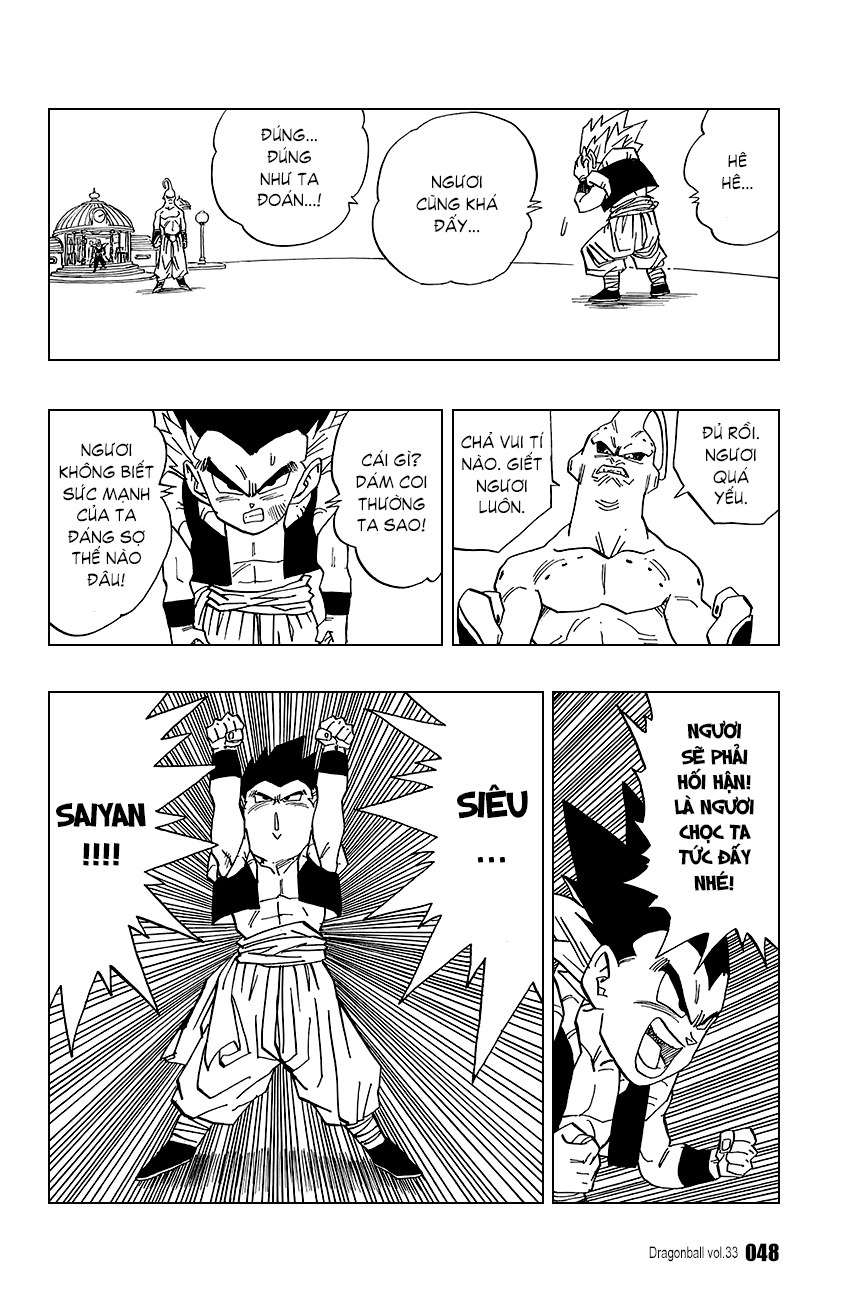 HÊ
HÊ...
NGƯƠI
CŨNG KHÁ
ĐẤY...
ĐÚNG...
ĐÚNG
NHƯ TA
ĐOÁN...!
ĐỦ RỒI.
NGƯƠI
QUÁ
YẾU.
CHẢ VUI TÍ
NÀO. GIẾT
NGƯƠI
LUÔN.
CÁI GÌ?
DÁM COI
THƯỜNG
TA SAO!
NGƯƠI
KHÔNG BIẾT
SỨC MẠNH
CỦA TA
ĐÁNG SỢ
THẾ NÀO
ĐÂU!
NGƯƠI
SẼ PHẢI
HỐI HẬN!
LÀ NGƯƠI
CHỌC TA
TỨC ĐẤY
NHÉ!
SIÊU
...
SAIYAN
!!!!
Dragonball vol.33 048